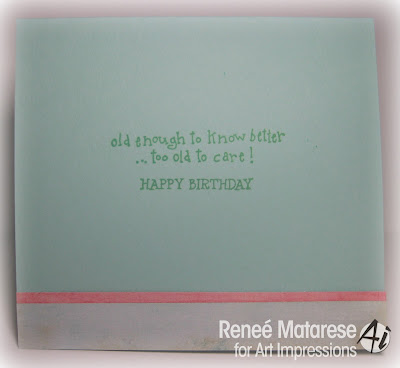 old enough to know better
...too old to care!
HAPPY BIRTHDAY
Reneé Matarese
for Art Impressions
Ai